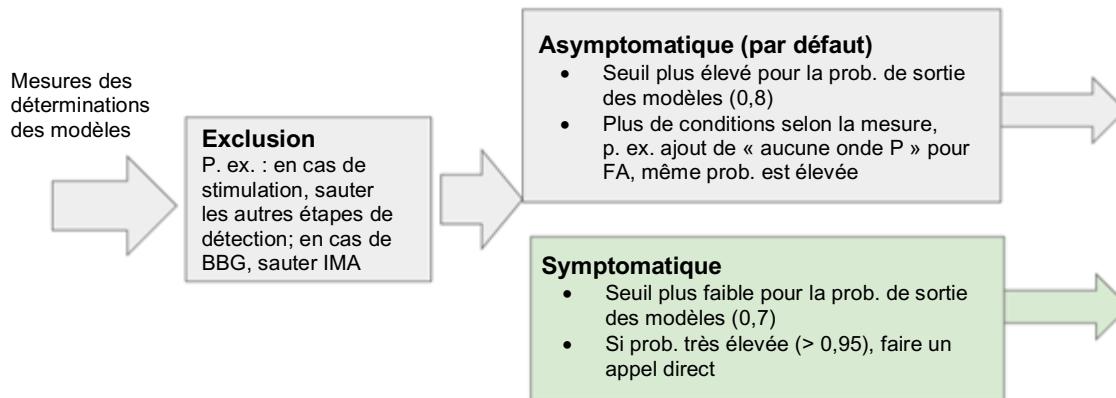 Mesures des
déterminations
des modèles
Exclusion
P. ex. : en cas de
stimulation, sauter
les autres étapes de
détection; en cas de
BBG, sauter IMA
Asymptomatique (par défaut)
• Seuil plus élevé pour la prob. de sortie
des modèles (0,8)
• Plus de conditions selon la mesure,
p. ex. ajout de « aucune onde P » pour
FA, même prob. est élevée
Symptomatique
• Seuil plus faible pour la prob. de sortie
des modèles (0,7)
• Si prob. très élevée (> 0,95), faire un
appel direct